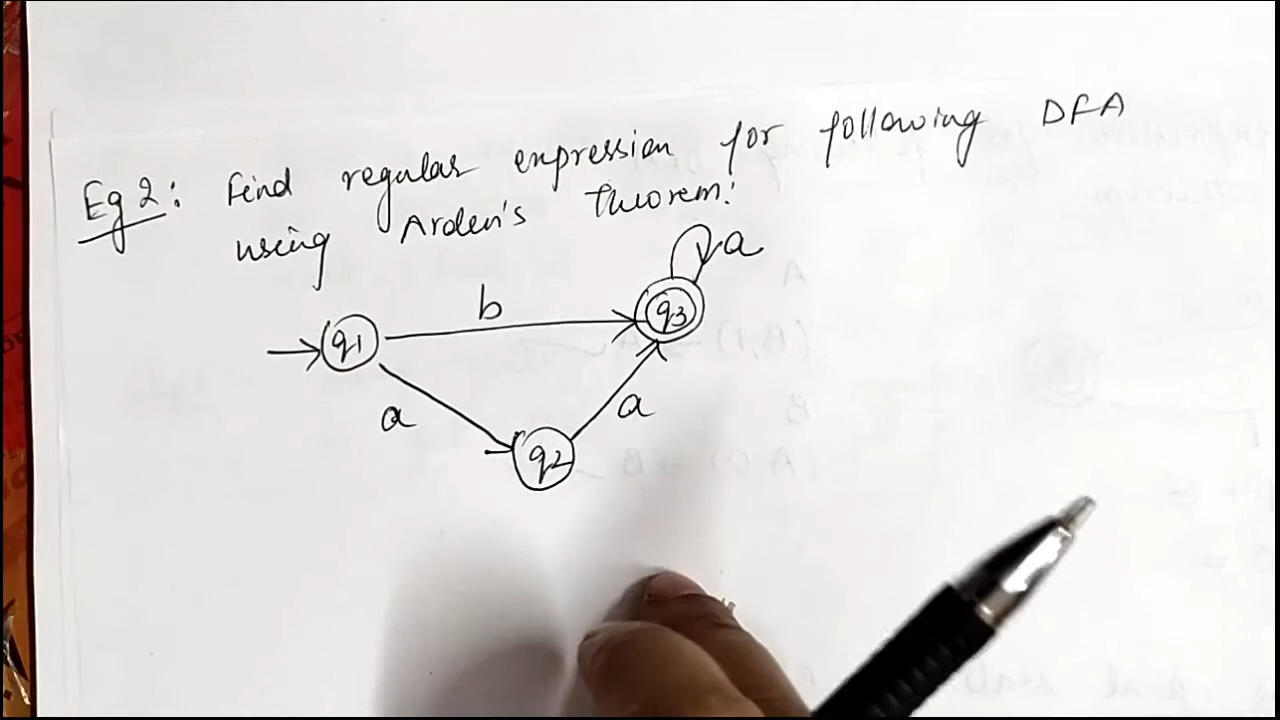 Eg 2: Find regular expression for following DFA
using Arden's theorem:
a
b
q3
q1
a
a
q2